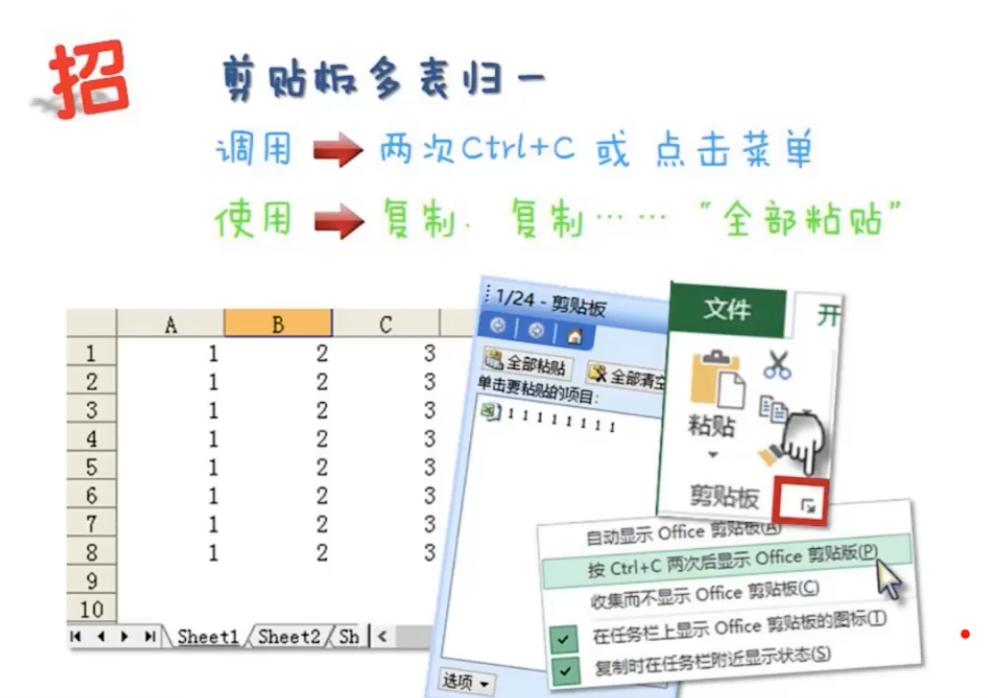 招
剪贴板多表归一
调用 两次Ctrl+C 或 点击菜单
使用 复制、复制…… “全部粘贴”
A B C
1 1 2 3
2 1 2 3
3 1 2 3
4 1 2 3
5 1 2 3
6 1 2 3
7 1 2 3
8 1 2 3
9
10
Sheet1 Sheet2 Sh
1/24 - 剪贴板
全部粘贴 全部清空
单击要粘贴的项目:
1 1 1 1 1 1 1 1
选项
文件 开
粘贴
剪贴板
自动显示 Office 剪贴板(A)
按 Ctrl+C 两次后显示 Office 剪贴版(P)
收集而不显示 Office 剪贴板(C)
在任务栏上显示 Office 剪贴板的图标(T)
复制时在任务栏附近显示状态(S)